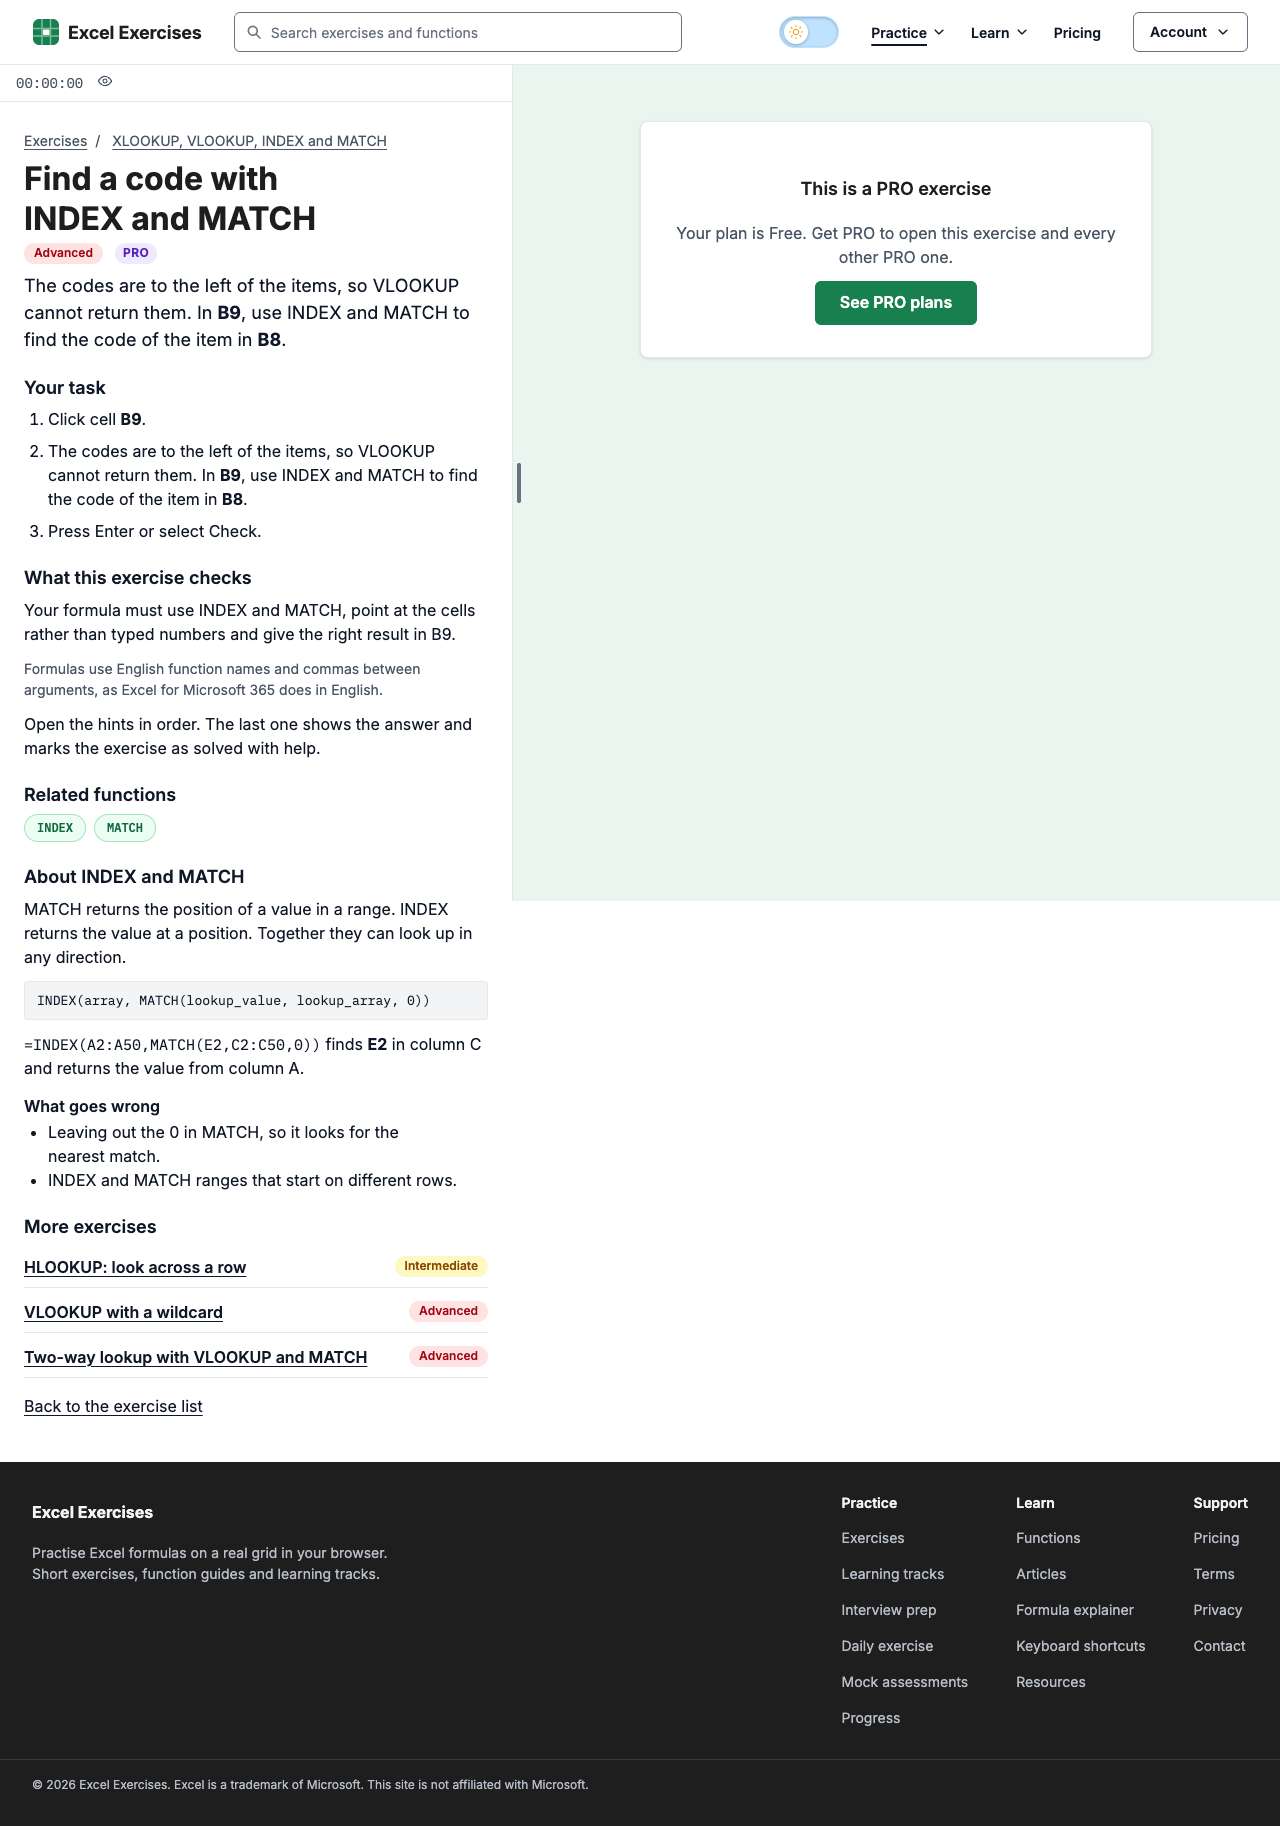 Excel Exercises
Search exercises and functions
Practice
Learn
Pricing
Account
00:00:00
Exercises / XLOOKUP, VLOOKUP, INDEX and MATCH
Find a code with
INDEX and MATCH
Advanced
PRO
The codes are to the left of the items, so VLOOKUP
cannot return them. In B9, use INDEX and MATCH to
find the code of the item in B8.
Your task
1. Click cell B9.
2. The codes are to the left of the items, so VLOOKUP
cannot return them. In B9, use INDEX and MATCH to find
the code of the item in B8.
3. Press Enter or select Check.
What this exercise checks
Your formula must use INDEX and MATCH, point at the cells
rather than typed numbers and give the right result in B9.
Formulas use English function names and commas between
arguments, as Excel for Microsoft 365 does in English.
Open the hints in order. The last one shows the answer and
marks the exercise as solved with help.
Related functions
INDEX
MATCH
About INDEX and MATCH
MATCH returns the position of a value in a range. INDEX
returns the value at a position. Together they can look up in
any direction.
INDEX(array, MATCH(lookup_value, lookup_array, 0))
=INDEX(A2:A50,MATCH(E2,C2:C50,0)) finds E2 in column C
and returns the value from column A.
What goes wrong
• Leaving out the 0 in MATCH, so it looks for the
nearest match.
• INDEX and MATCH ranges that start on different rows.
More exercises
HLOOKUP: look across a row
Intermediate
VLOOKUP with a wildcard
Advanced
Two-way lookup with VLOOKUP and MATCH
Advanced
Back to the exercise list
This is a PRO exercise
Your plan is Free. Get PRO to open this exercise and every
other PRO one.
See PRO plans
Excel Exercises
Practise Excel formulas on a real grid in your browser.
Short exercises, function guides and learning tracks.
Practice
Exercises
Learning tracks
Interview prep
Daily exercise
Mock assessments
Progress
Learn
Functions
Articles
Formula explainer
Keyboard shortcuts
Resources
Support
Pricing
Terms
Privacy
Contact
© 2026 Excel Exercises. Excel is a trademark of Microsoft. This site is not affiliated with Microsoft.